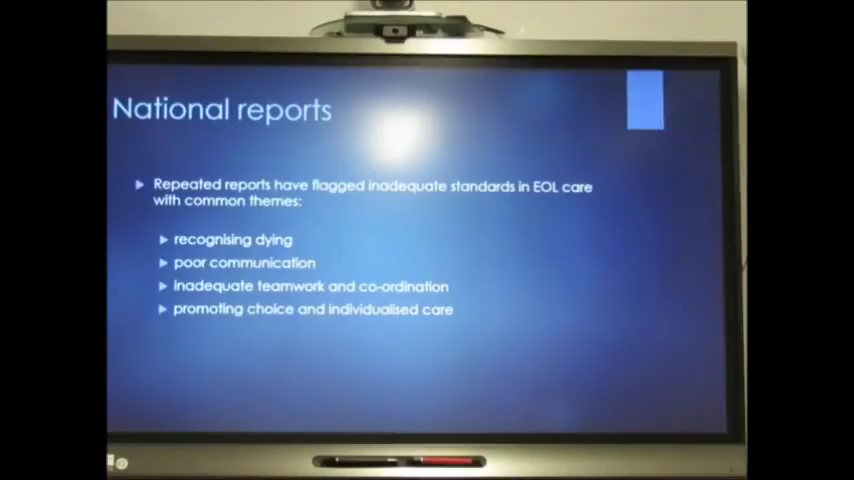 National reports
Repeated reports have flagged inadequate standards in EOL care
with common themes:
recognising dying
poor communication
inadequate teamwork and co-ordination
promoting choice and individualised care